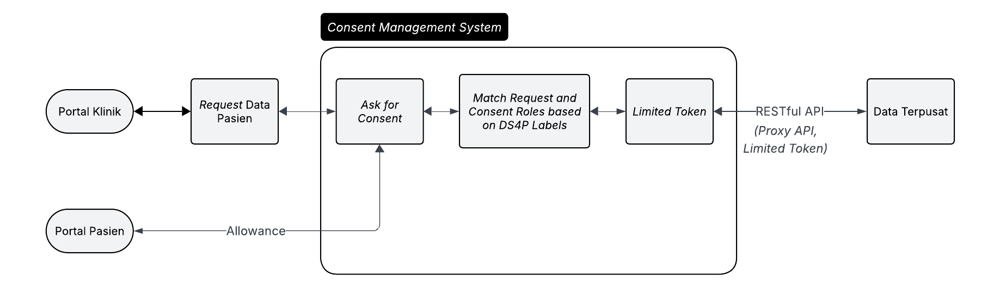 Consent Management System
Portal Klinik
Request Data
Pasien
Ask for
Consent
Match Request and
Consent Roles based
on DS4P Labels
Limited Token
RESTful API
(Proxy API,
Limited Token)
Data Terpusat
Portal Pasien
Allowance